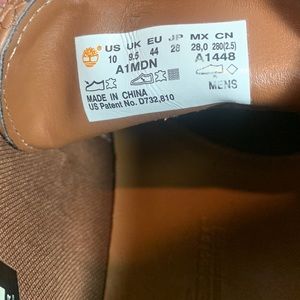 US UK EU JP MX CN
10 9.5 44 28 28,0 280(2.5)
A1MDN A1448
MENS
MADE IN CHINA
US Patent No. D732,810